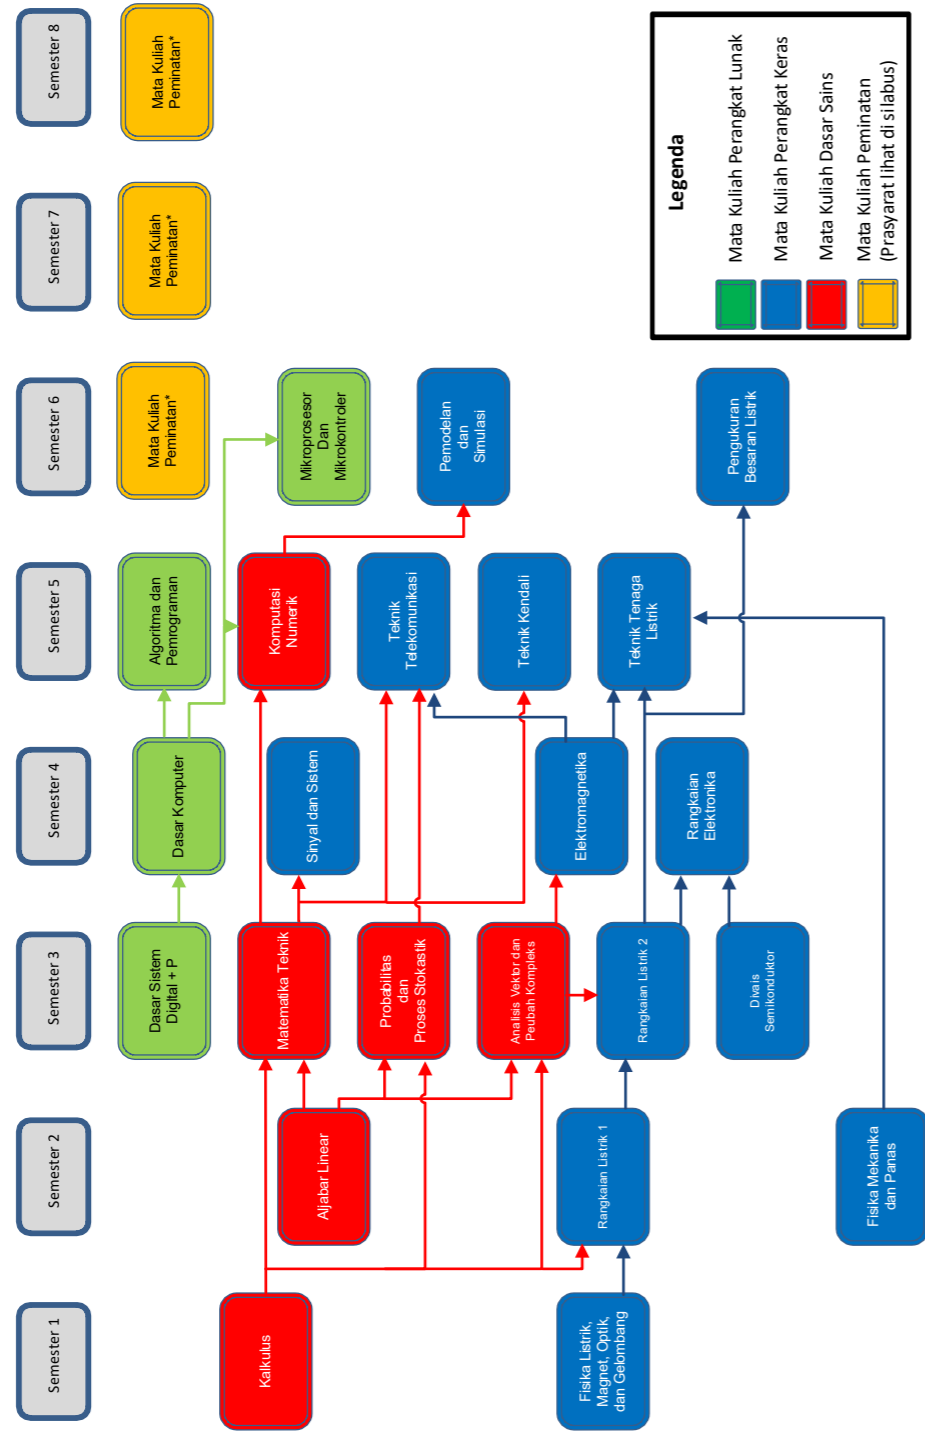 Semester 1
Semester 2
Semester 3
Semester 4
Semester 5
Semester 6
Semester 7
Semester 8
Dasar Sistem
Digital + P
Dasar Komputer
Algoritma dan
Pemrograman
Mata Kuliah
Peminatan*
Mata Kuliah
Peminatan*
Mata Kuliah
Peminatan*
Kalkulus
Aljabar Linear
Matematika Teknik
Sinyal dan Sistem
Komputasi
Numerik
Mikroprosesor
Dan
Mikrokontroler
Probabilitas
dan
Proses Stokastik
Teknik
Telekomunikasi
Pemodelan
dan
Simulasi
Analisis Vektor dan
Peubah Kompleks
Teknik Kendali
Fisika Listrik,
Magnet, Optik,
dan Gelombang
Rangkaian Listrik 1
Rangkaian Listrik 2
Elektromagnetika
Teknik Tenaga
Listrik
Rangkaian
Elektronika
Divais
Semikonduktor
Pengukuran
Besaran Listrik
Fisika Mekanika
dan Panas
Legenda
Mata Kuliah Perangkat Lunak
Mata Kuliah Perangkat Keras
Mata Kuliah Dasar Sains
Mata Kuliah Peminatan
(Prasyarat lihat di silabus)